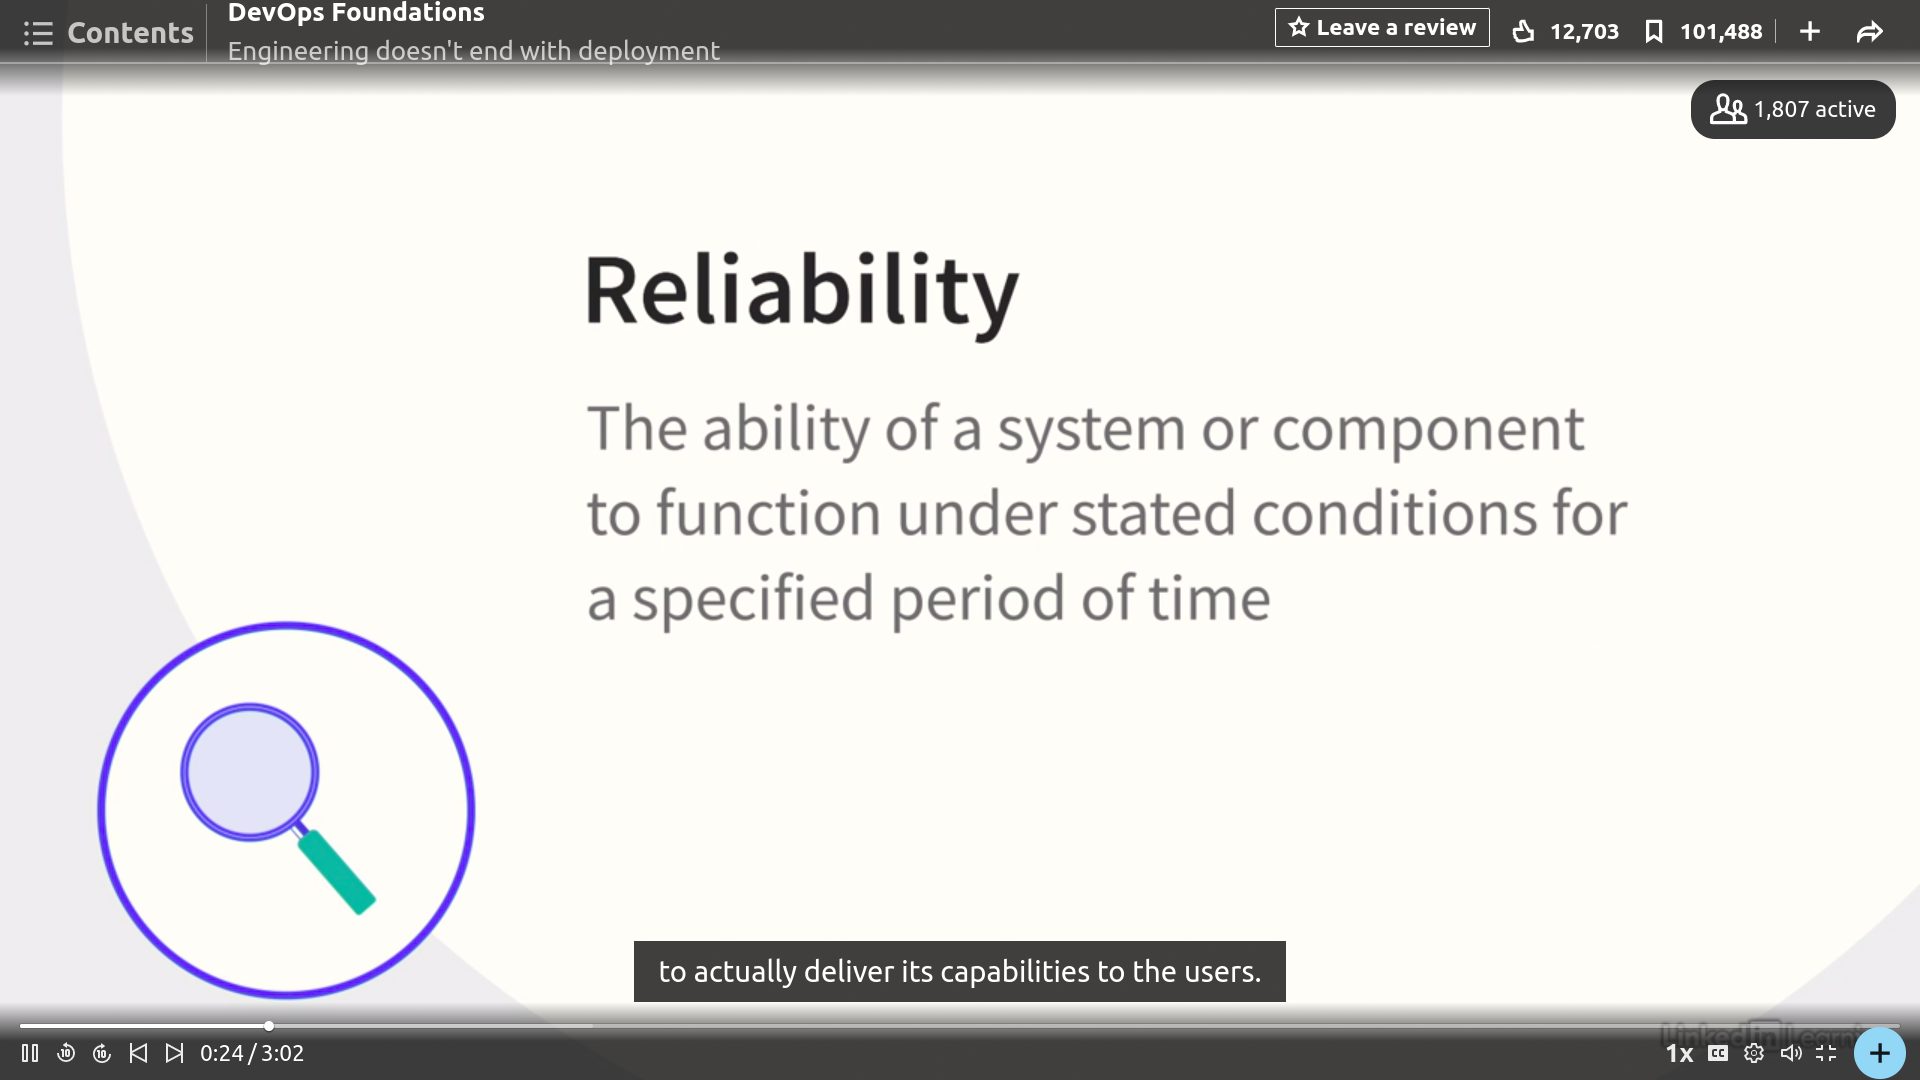 Contents
DevOps Foundations
Engineering doesn't end with deployment
Leave a review
12,703
101,488
1,807 active
Reliability
The ability of a system or component
to function under stated conditions for
a specified period of time
to actually deliver its capabilities to the users.
0:24 / 3:02
1x
CC